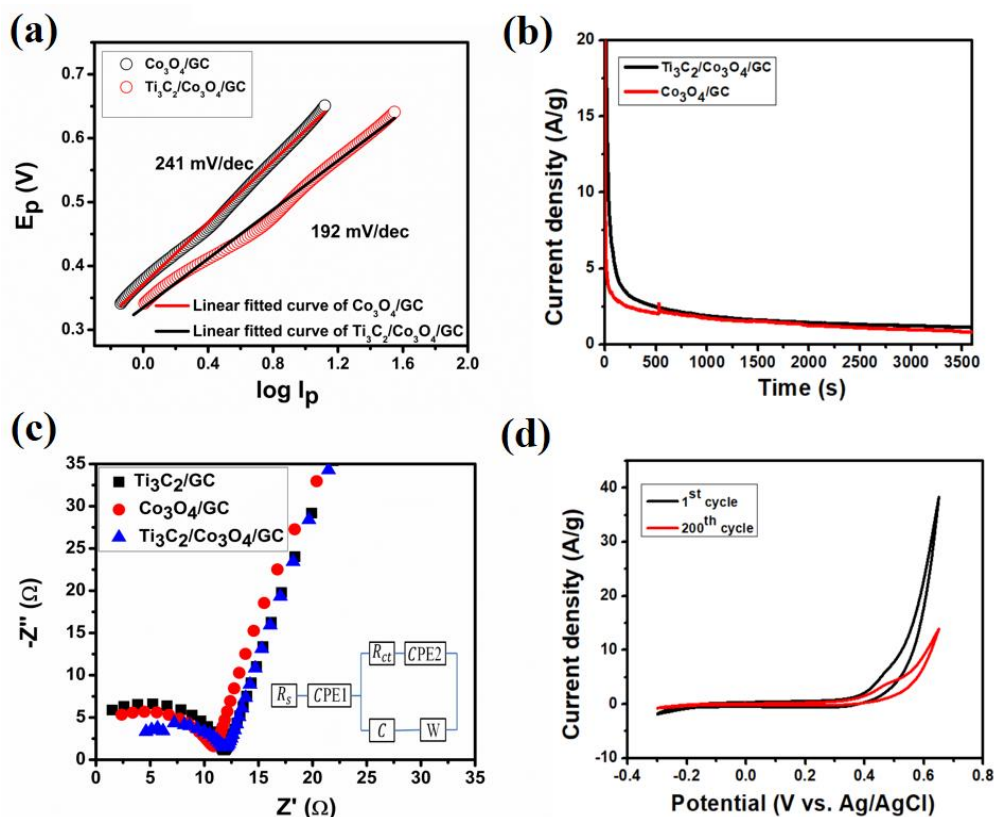 (a)
Co₃O₄/GC
Ti₃C₂/Co₃O₄/GC
241 mV/dec
192 mV/dec
Linear fitted curve of Co₃O₄/GC
Linear fitted curve of Ti₃C₂/Co₃O₄/GC
Eₚ (V)
0.7
0.6
0.4
0.3
0.0 0.4 0.8 1.2 1.6 2.0
log Iₚ
(b)
Ti₃C₂/Co₃O₄/GC
Co₃O₄/GC
Current density (A/g)
20
15
10
5
0
0 500 1000 1500 2000 2500 3000 3500
Time (s)
(c)
Ti₃C₂/GC
Co₃O₄/GC
Ti₃C₂/Co₃O₄/GC
-Z'' (Ω)
35
30
25
20
15
10
5
0
Rct CPE2
Rs CPE1
C W
0 5 10 15 20 25 30 35
Z' (Ω)
(d)
1ˢᵗ cycle
200ᵗʰ cycle
Current density (A/g)
40
30
20
10
0
-10
-0.4 -0.2 0.0 0.2 0.4 0.6 0.8
Potential (V vs. Ag/AgCl)